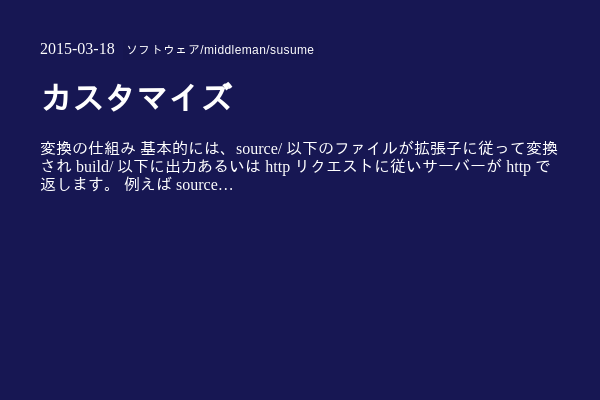 2015-03-18 ソフトウェア/middleman/susume
カスタマイズ
変換の仕組み 基本的には、source/ 以下のファイルが拡張子に従って変換
され build/ 以下に出力あるいは http リクエストに従いサーバーが http で
返します。 例えば source…